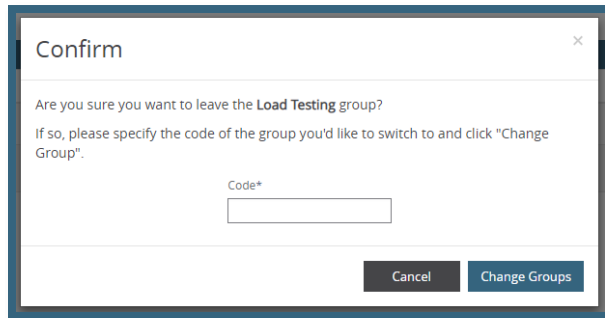 Confirm
×
Are you sure you want to leave the Load Testing group?
If so, please specify the code of the group you'd like to switch to and click "Change
Group".
Code*
Cancel Change Groups